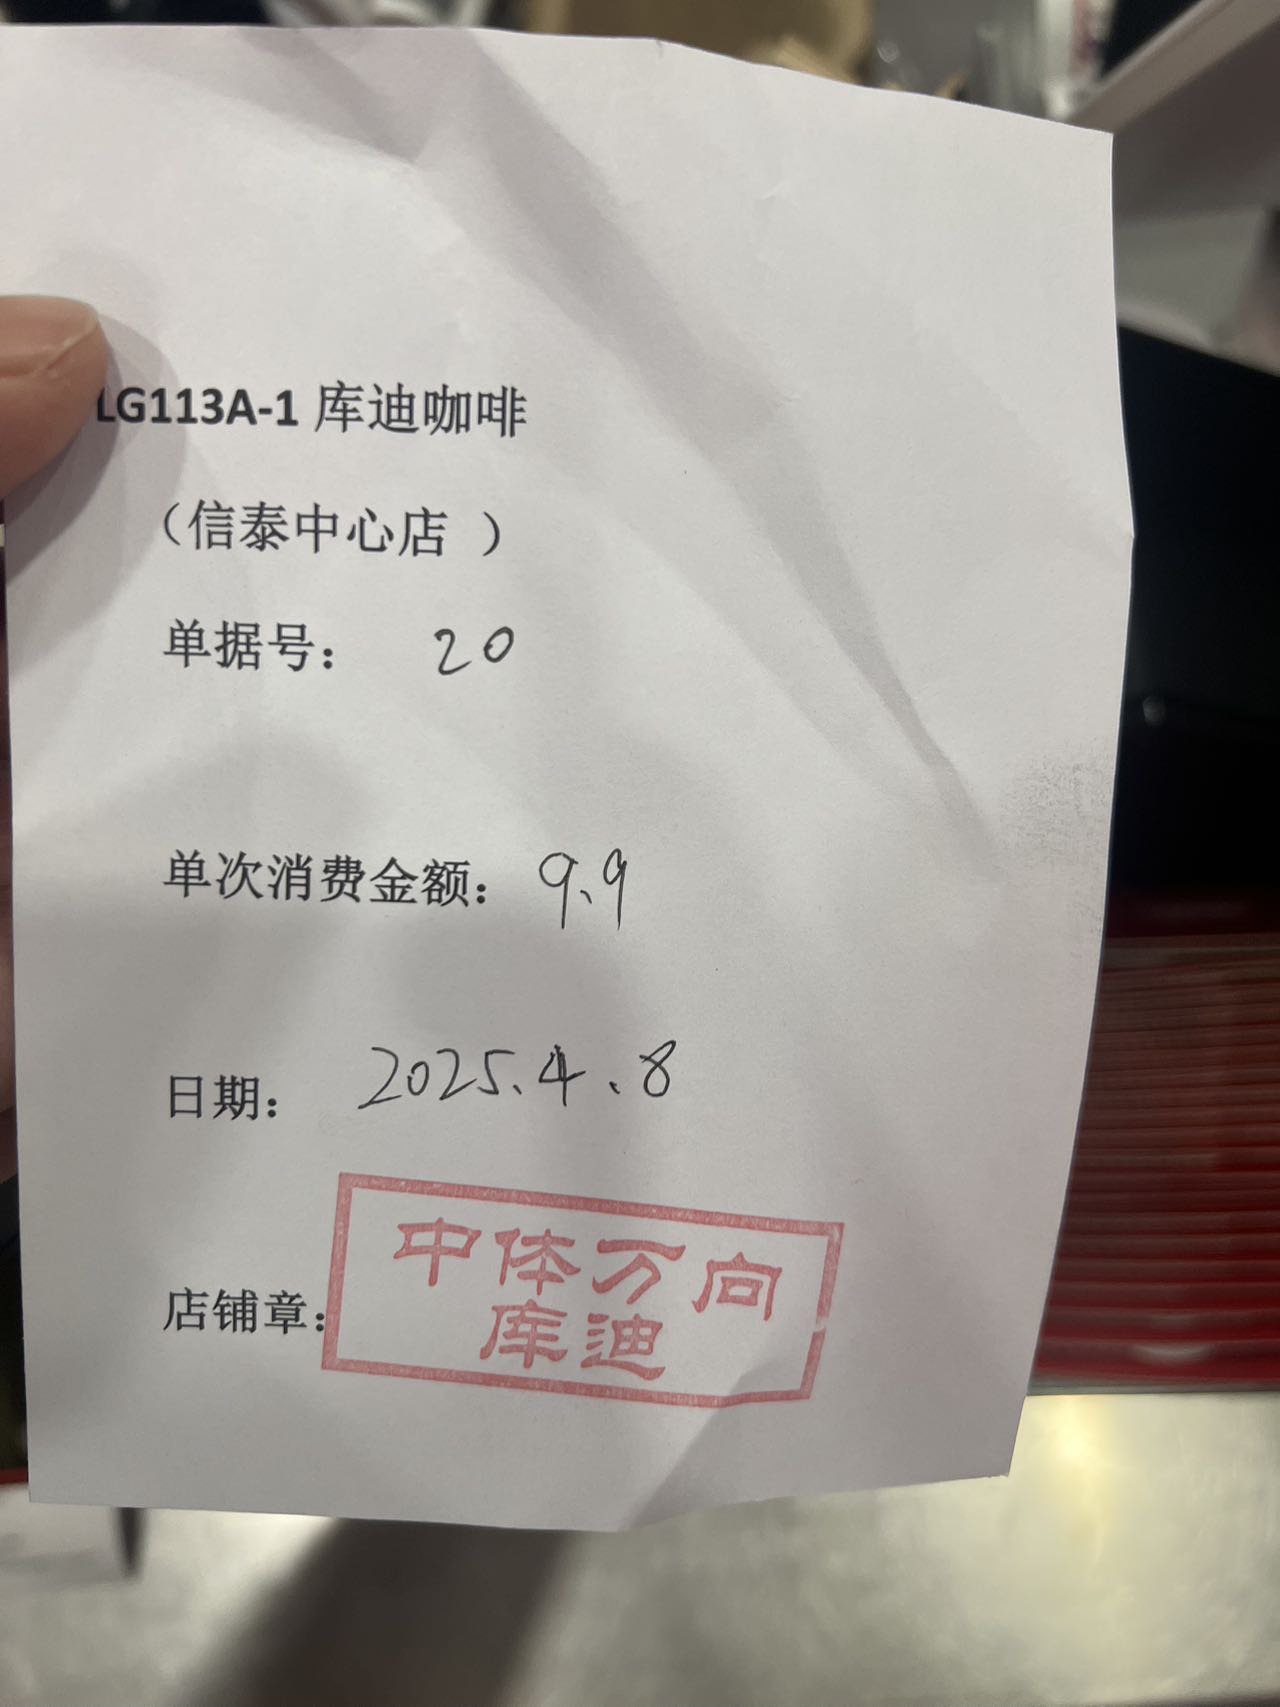 LG113A-1 库迪咖啡
（信泰中心店 ）
单据号： 20
单次消费金额： 9.9
日期： 2025.4.8
店铺章：
中体万向
库迪